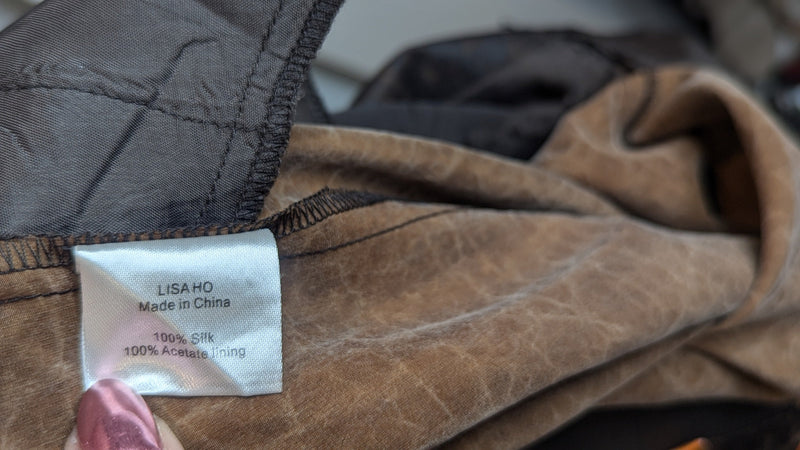 LISA HO
Made in China
100% Silk
100% Acetate lining